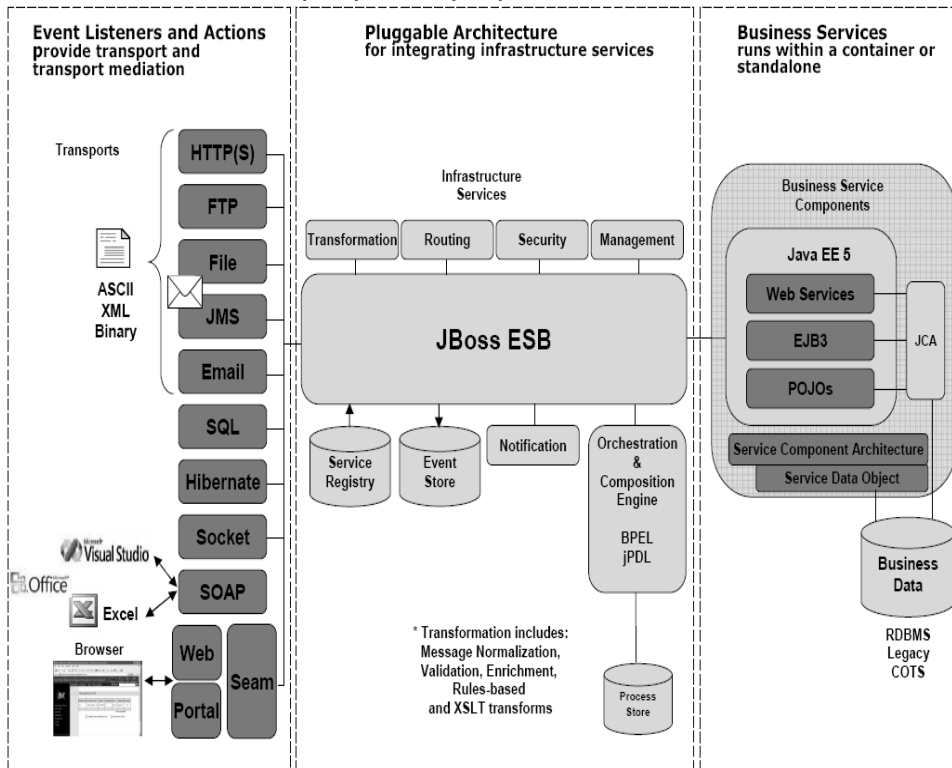 Event Listeners and Actions
provide transport and
transport mediation
Transports
HTTP(S)
FTP
File
JMS
Email
ASCII
XML
Binary
SQL
Hibernate
Socket
SOAP
Microsoft
Visual Studio
Microsoft
Office
Excel
Browser
Web
Portal
Seam
Pluggable Architecture
for integrating infrastructure services
Infrastructure
Services
Transformation
Routing
Security
Management
JBoss ESB
Service
Registry
Event
Store
Notification
Orchestration
&
Composition
Engine
BPEL
jPDL
* Transformation includes:
Message Normalization,
Validation, Enrichment,
Rules-based
and XSLT transforms
Process
Store
Business Services
runs within a container or
standalone
Business Service
Components
Java EE 5
Web Services
EJB3
POJOs
JCA
Service Component Architecture
Service Data Object
Business
Data
RDBMS
Legacy
COTS